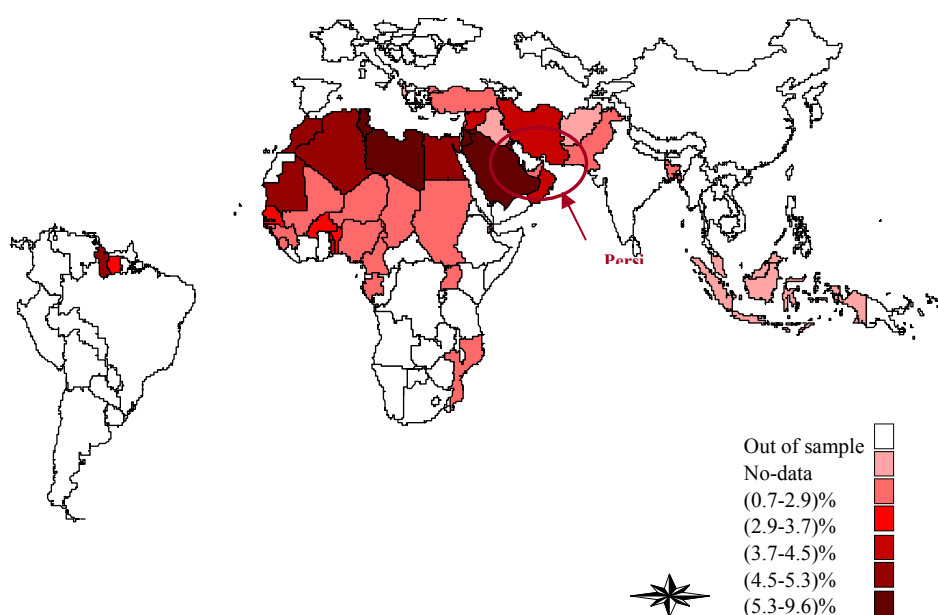 Persi
Out of sample
No-data
(0.7-2.9)%
(2.9-3.7)%
(3.7-4.5)%
(4.5-5.3)%
(5.3-9.6)%